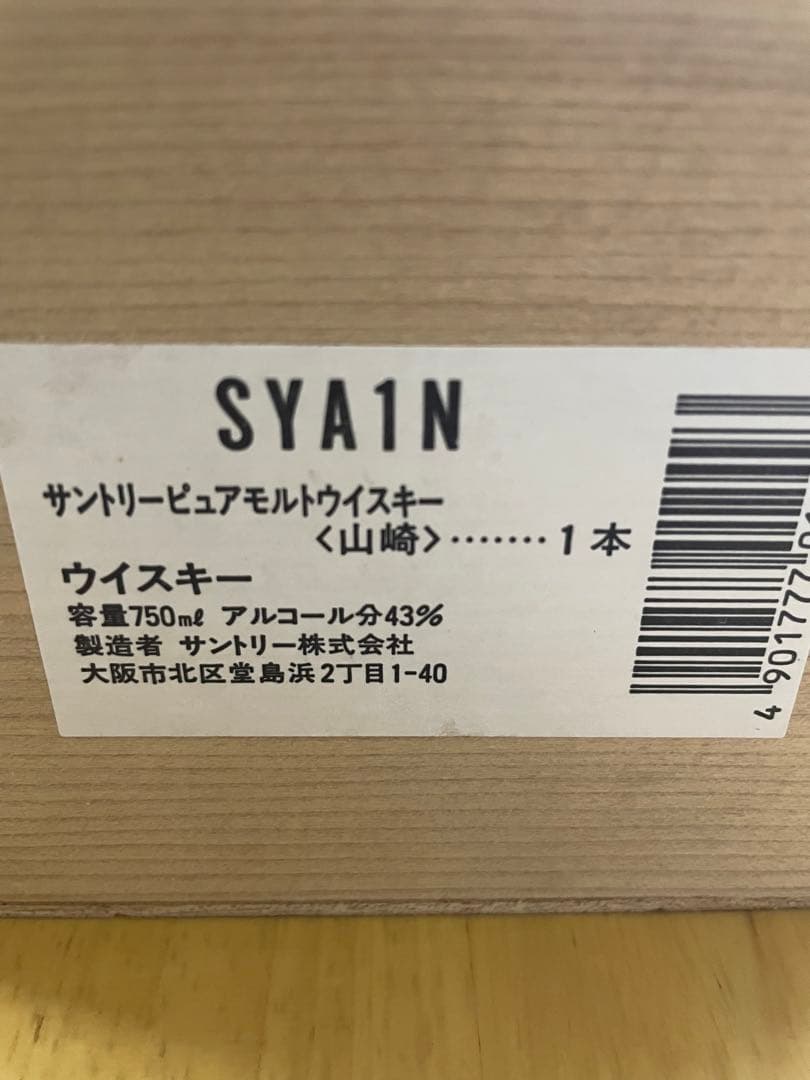 SYA1N
サントリーピュアモルトウイスキー
〈山崎〉········1本
ウイスキー
容量750mℓ アルコール分43%
製造者 サントリー株式会社
大阪市北区堂島浜2丁目1-40
4 901777